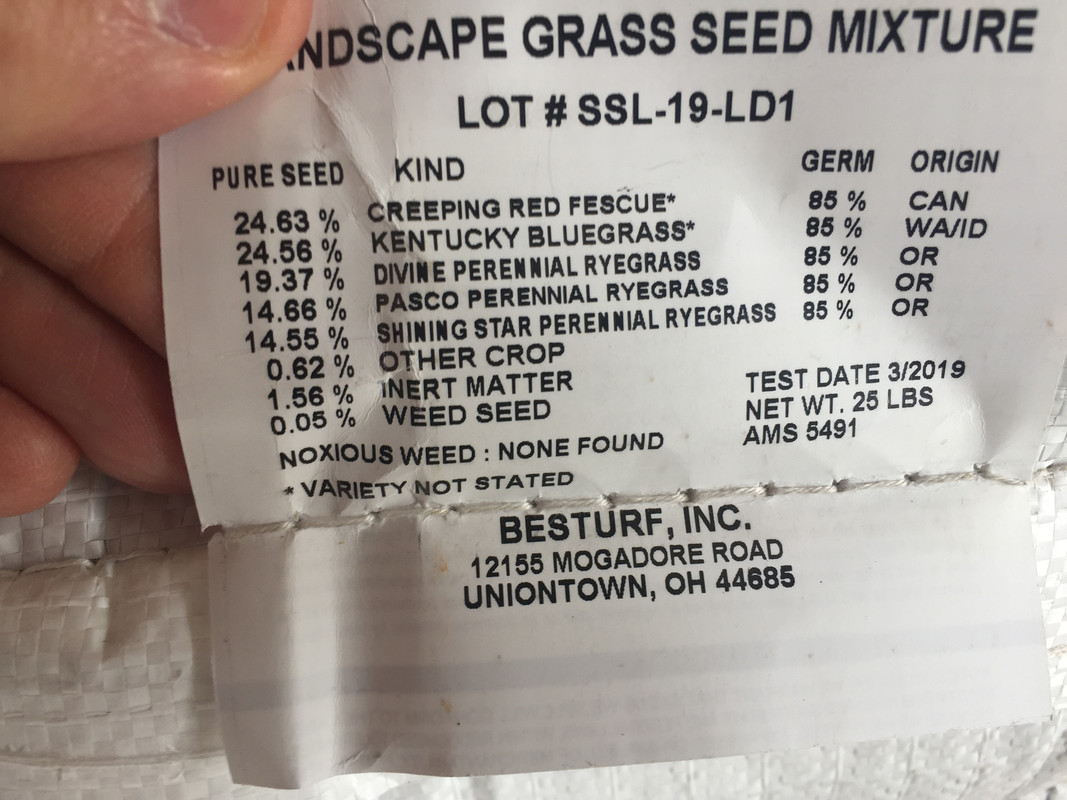 NDSCAPE GRASS SEED MIXTURE
LOT # SSL-19-LD1
PURE SEED KIND GERM ORIGIN
24.63 % CREEPING RED FESCUE* 85 % CAN
24.56 % KENTUCKY BLUEGRASS* 85 % WA/ID
19.37 % DIVINE PERENNIAL RYEGRASS 85 % OR
14.66 % PASCO PERENNIAL RYEGRASS 85 % OR
14.55 % SHINING STAR PERENNIAL RYEGRASS 85 % OR
0.62 % OTHER CROP
1.56 % INERT MATTER TEST DATE 3/2019
0.05 % WEED SEED NET WT. 25 LBS
AMS 5491
NOXIOUS WEED : NONE FOUND
* VARIETY NOT STATED
BESTURF, INC.
12155 MOGADORE ROAD
UNIONTOWN, OH 44685